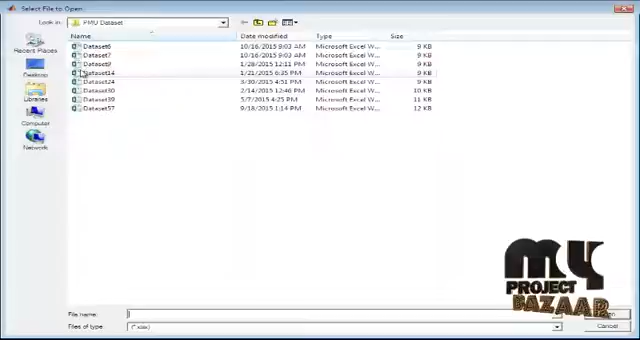 Select File to Open
Look in: PMU Dataset
Name Date modified Type Size
Dataset6 10/16/2015 9:03 AM Microsoft Excel W... 9 KB
Dataset7 10/16/2015 9:03 AM Microsoft Excel W... 9 KB
Dataset9 1/28/2015 12:11 PM Microsoft Excel W... 9 KB
Dataset14 1/21/2015 6:35 PM Microsoft Excel W... 9 KB
Dataset24 3/30/2015 4:51 PM Microsoft Excel W... 9 KB
Dataset30 2/14/2015 12:46 PM Microsoft Excel W... 10 KB
Dataset39 5/7/2015 4:25 PM Microsoft Excel W... 11 KB
Dataset57 9/18/2015 1:14 PM Microsoft Excel W... 12 KB
Recent Places
Desktop
Libraries
Computer
Network
MY
PROJECT
BAZAAR
File name:
Files of type: Cancel